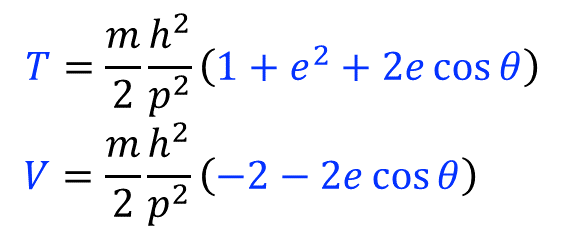 T = m/2 h²/p² (1 + e² + 2e cos θ)
V = m/2 h²/p² (−2 − 2e cos θ)